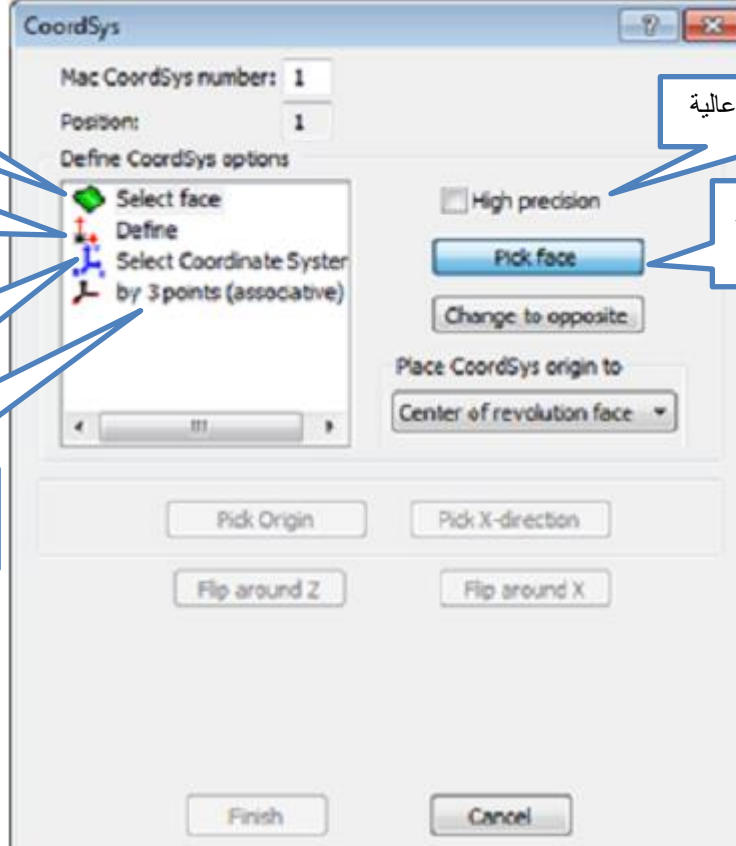 CoordSys
Mac CoordSys number: 1
عالية
Position: 1
Define CoordSys options
Select face
High precision
Define
Select Coordinate System
Pick face
by 3 points (associative)
Change to opposite
Place CoordSys origin to
Center of revolution face
Pick Origin
Pick X-direction
Flip around Z
Flip around X
Finish
Cancel